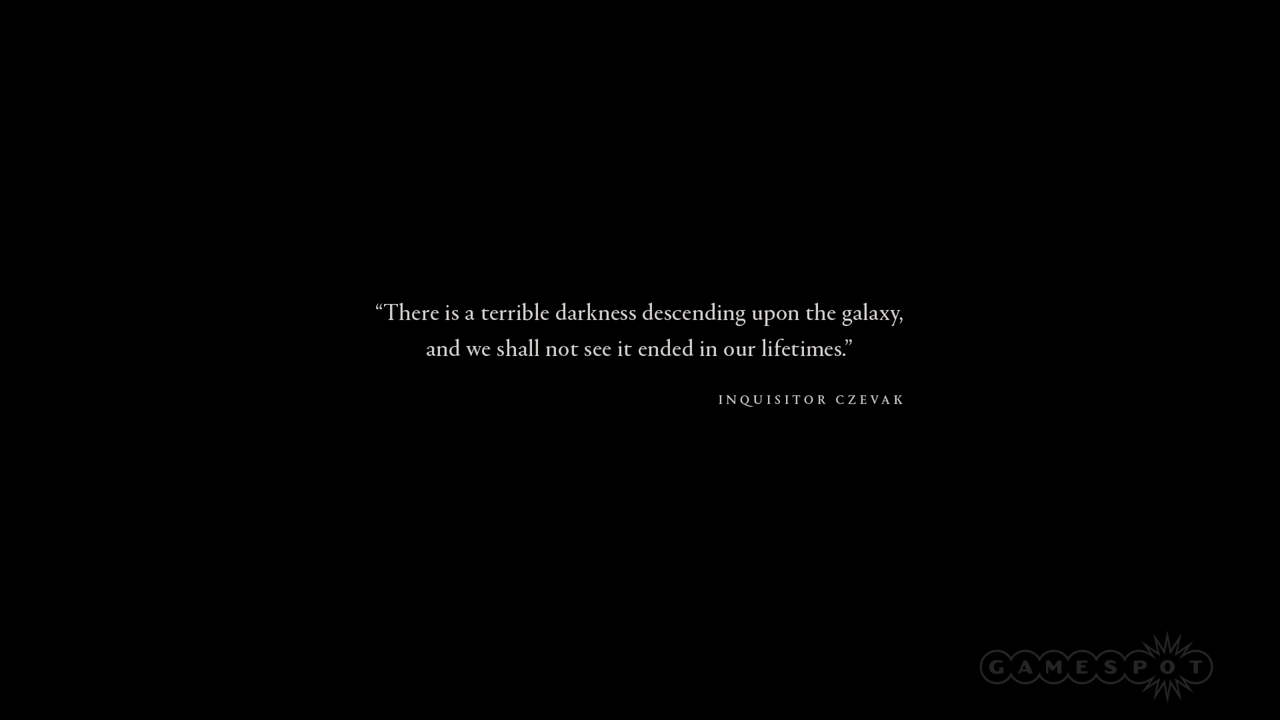 “There is a terrible darkness descending upon the galaxy,
and we shall not see it ended in our lifetimes.”
INQUISITOR CZEVAK
GAMESPOT